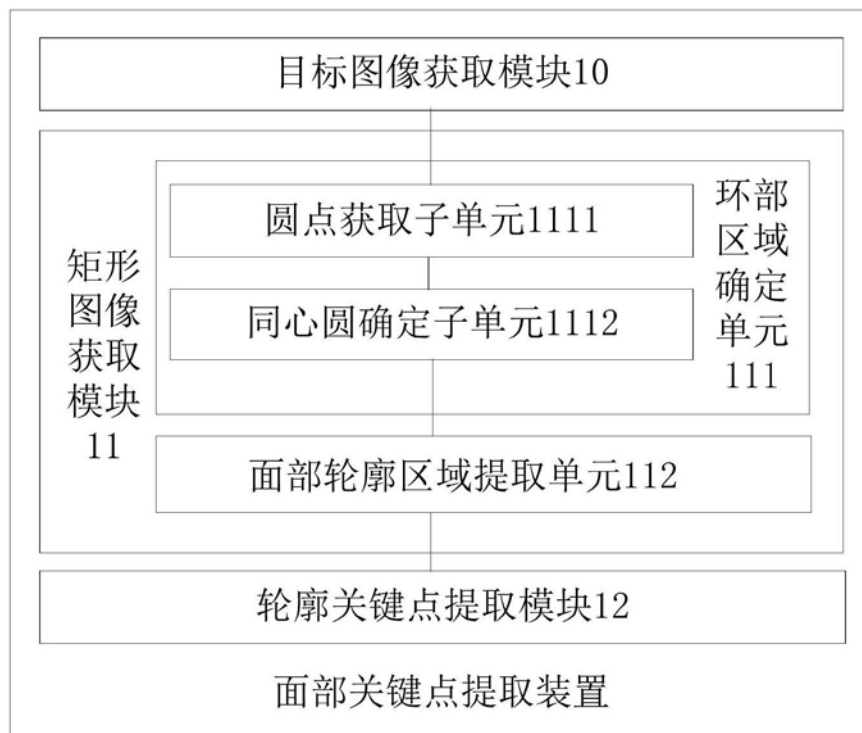 目标图像获取模块10
矩形
图像
获取
模块
11
圆点获取子单元1111
同心圆确定子单元1112
环部
区域
确定
单元
111
面部轮廓区域提取单元112
轮廓关键点提取模块12
面部关键点提取装置